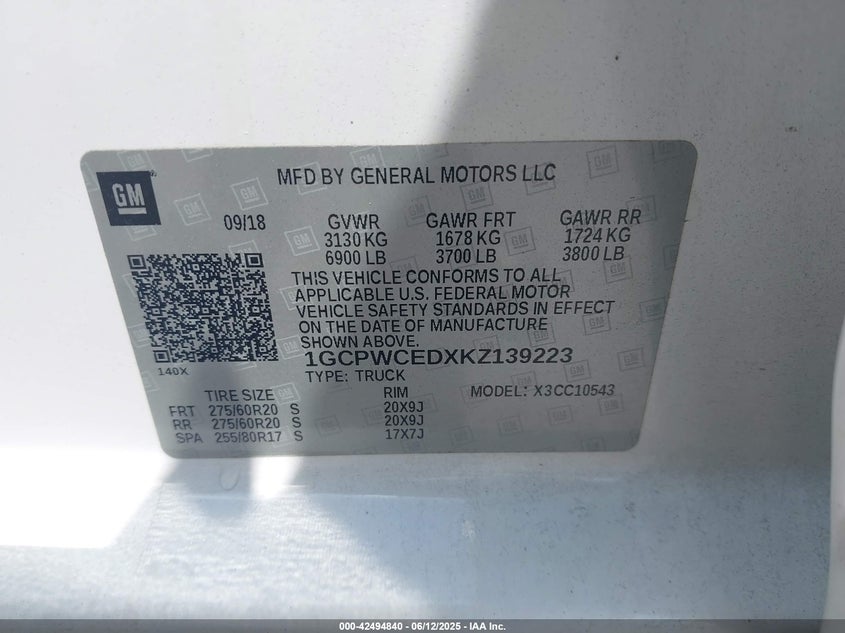 GM
MFD BY GENERAL MOTORS LLC
09/18 GVWR GAWR FRT GAWR RR
3130 KG 1678 KG 1724 KG
6900 LB 3700 LB 3800 LB
THIS VEHICLE CONFORMS TO ALL
APPLICABLE U.S. FEDERAL MOTOR
VEHICLE SAFETY STANDARDS IN EFFECT
ON THE DATE OF MANUFACTURE
SHOWN ABOVE.
140X
1GCPWCEDXKZ139223
TYPE: TRUCK
TIRE SIZE RIM MODEL: X3CC10543
FRT 275/60R20 S 20X9J
RR 275/60R20 S 20X9J
SPA 255/80R17 S 17X7J
000-42494840 - 06/12/2025 - IAA Inc.